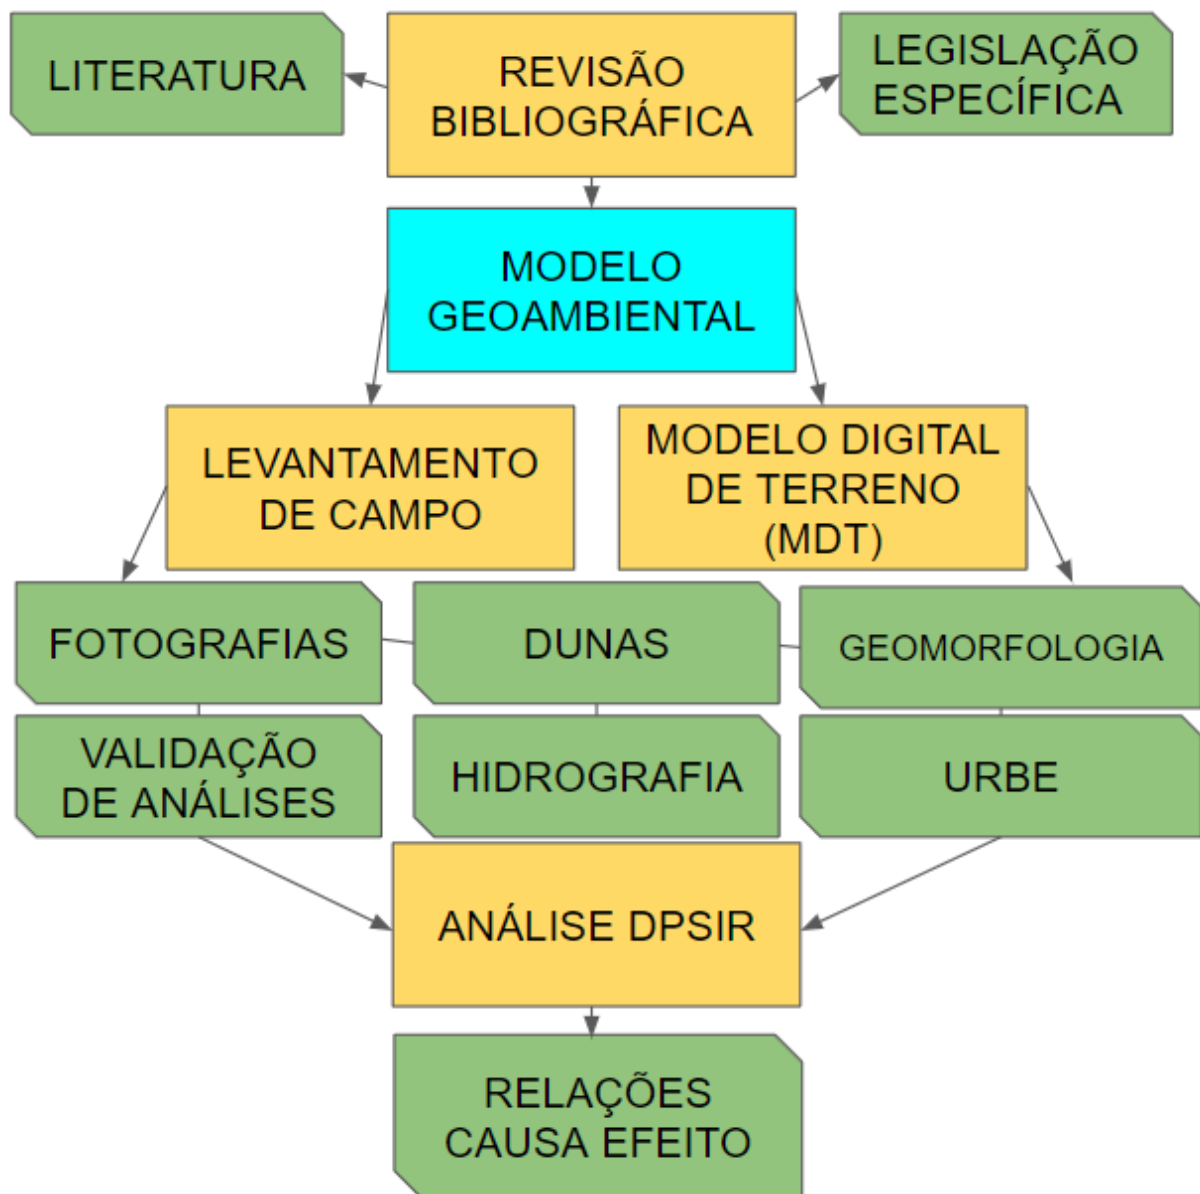 LITERATURA
REVISÃO
BIBLIOGRÁFICA
LEGISLAÇÃO
ESPECÍFICA
MODELO
GEOAMBIENTAL
LEVANTAMENTO
DE CAMPO
MODELO DIGITAL
DE TERRENO
(MDT)
FOTOGRAFIAS
DUNAS
GEOMORFOLOGIA
VALIDAÇÃO
DE ANÁLISES
HIDROGRAFIA
URBE
ANÁLISE DPSIR
RELAÇÕES
CAUSA EFEITO